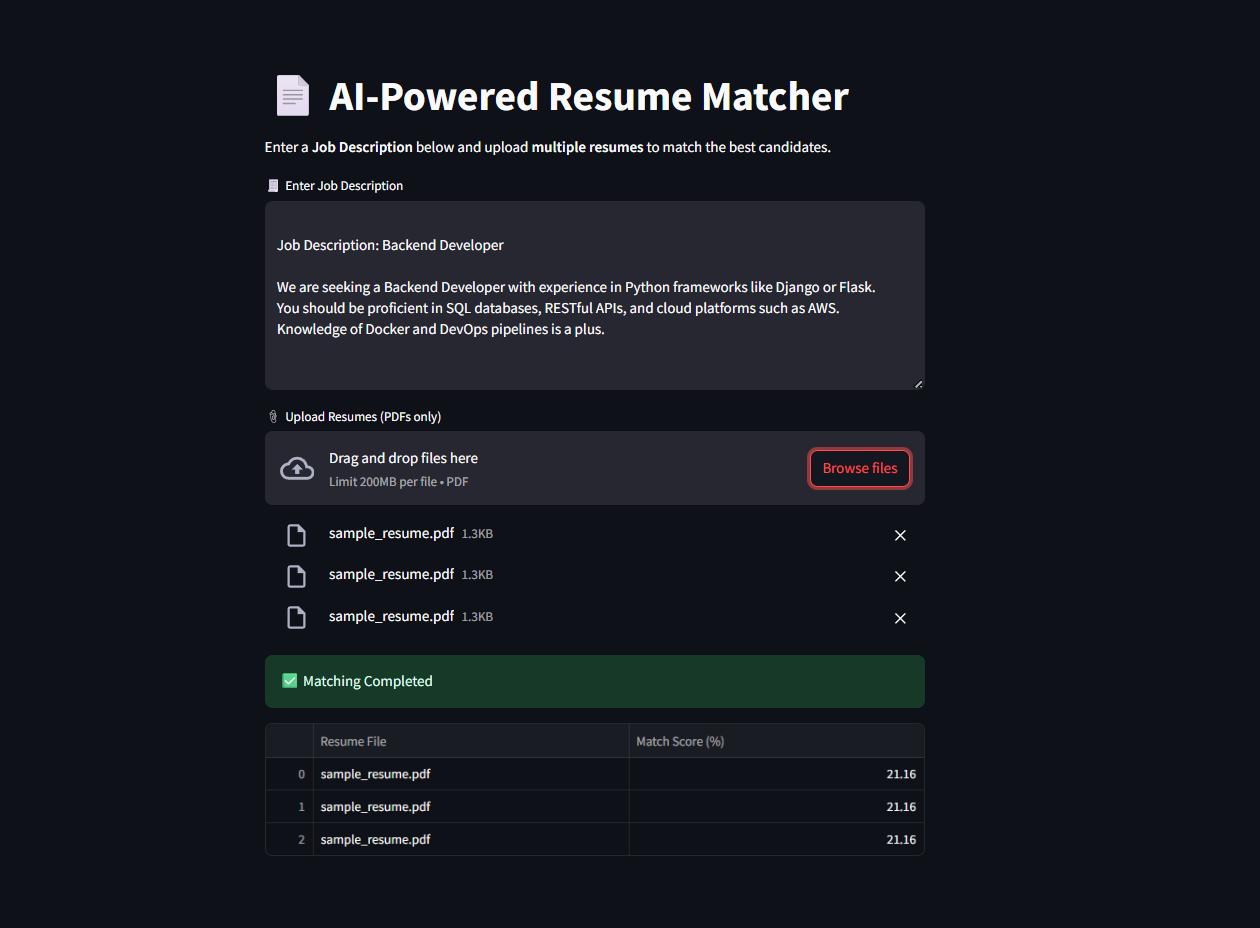 AI-Powered Resume Matcher
Enter a Job Description below and upload multiple resumes to match the best candidates.
Enter Job Description
Job Description: Backend Developer
We are seeking a Backend Developer with experience in Python frameworks like Django or Flask.
You should be proficient in SQL databases, RESTful APIs, and cloud platforms such as AWS.
Knowledge of Docker and DevOps pipelines is a plus.
Upload Resumes (PDFs only)
Drag and drop files here
Limit 200MB per file • PDF
Browse files
sample_resume.pdf 1.3KB
sample_resume.pdf 1.3KB
sample_resume.pdf 1.3KB
Matching Completed
Resume File Match Score (%)
0 sample_resume.pdf 21.16
1 sample_resume.pdf 21.16
2 sample_resume.pdf 21.16